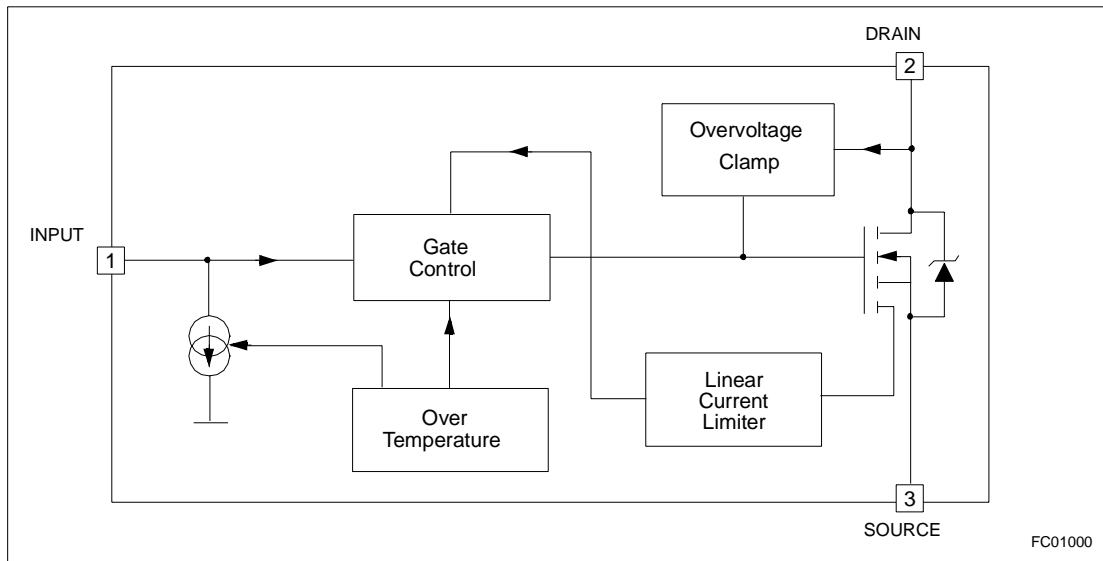 DRAIN
2
Overvoltage
Clamp
INPUT
1
Gate
Control
Linear
Current
Limiter
Over
Temperature
3
SOURCE
FC01000